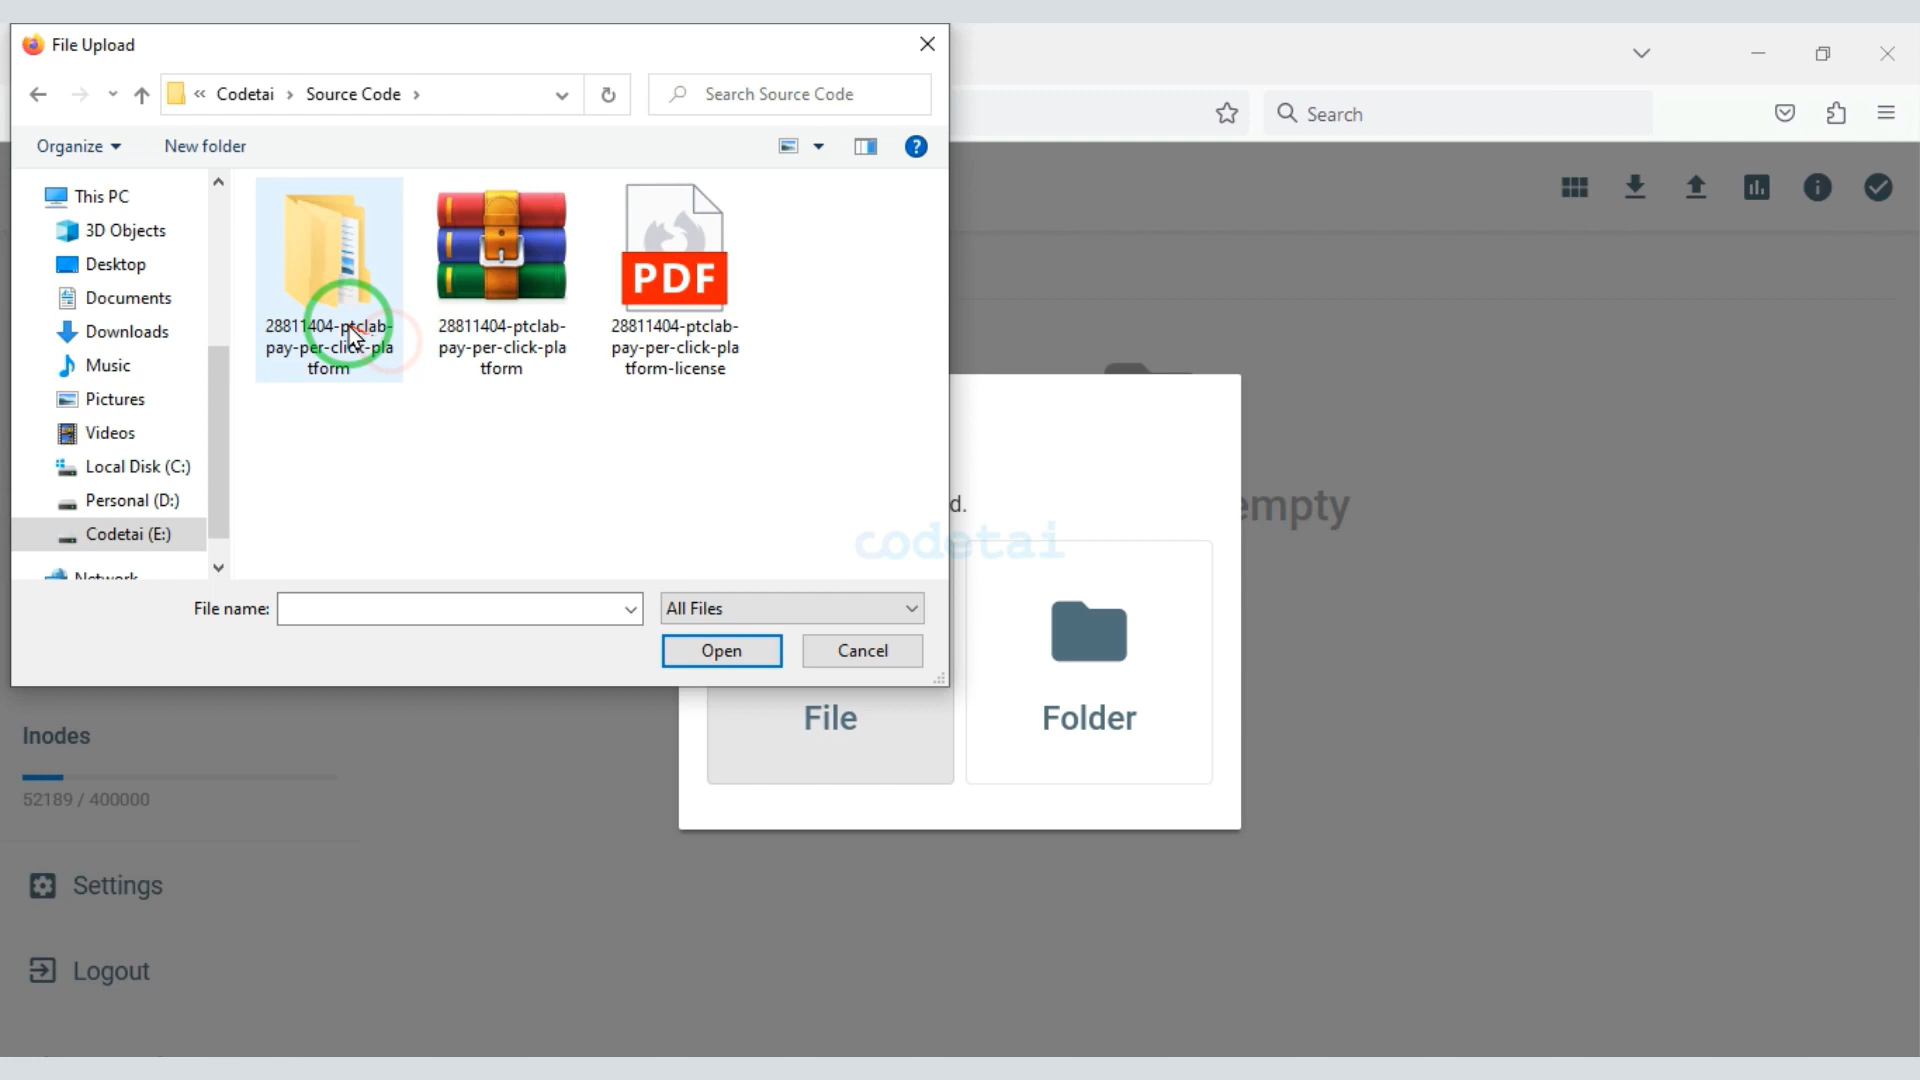 File Upload
« Codetai › Source Code ›
Search Source Code
Search
Organize
New folder
This PC
3D Objects
Desktop
Documents
Downloads
Music
Pictures
Videos
Local Disk (C:)
Personal (D:)
Codetai (E:)
28811404-ptclab-
pay-per-click-pla
tform
28811404-ptclab-
pay-per-click-pla
tform
PDF
28811404-ptclab-
pay-per-click-pla
tform-license
d.
empty
codetai
File name:
All Files
Open
Cancel
File
Folder
Inodes
52189 / 400000
Settings
Logout